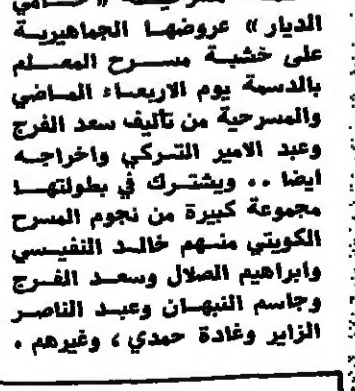 « حامي
الديار » عروضها الجماهيرية
على خشبة مسرح المعلم
بالدسمة يوم الاربعاء الماضي
والمسرحية من تأليف سعد الفرج
وعبد الامير التركي واخراجه
ايضا .. ويشترك في بطولتها
مجموعة كبيرة من نجوم المسرح
الكويتي منهم خالد النفيسي
وابراهيم الصلال وسعد الفرج
وجاسم النبهان وعبد الناصر
الزاير وغادة حمدي ، وغيرهم .